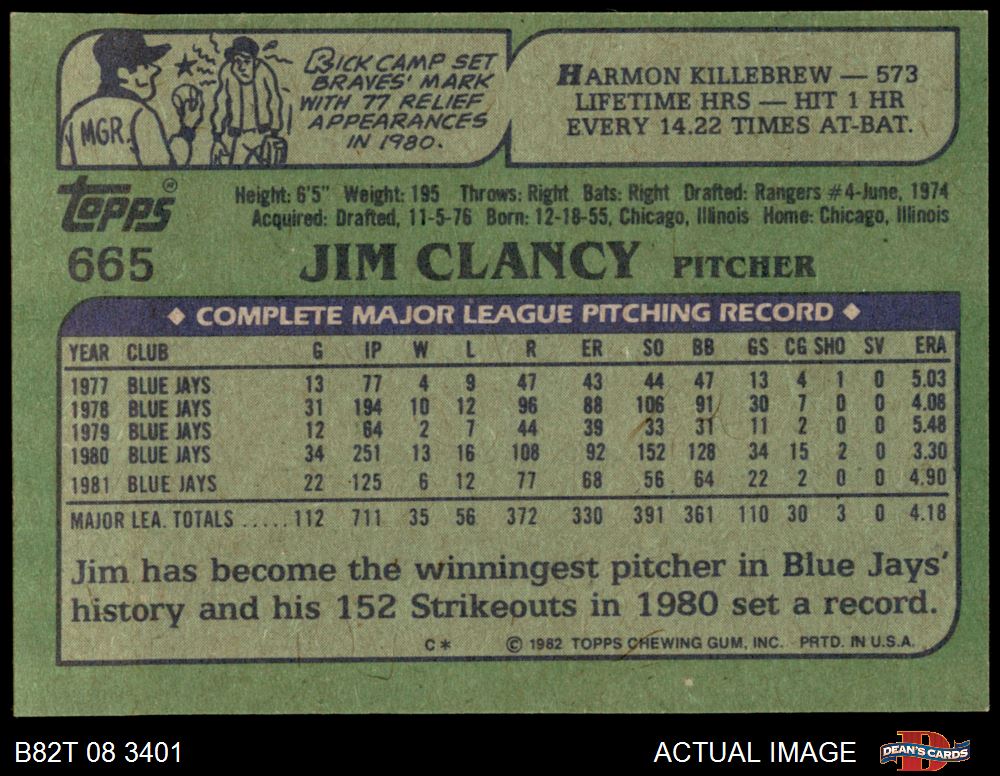 MGR.
RICK CAMP SET
BRAVES' MARK
WITH 77 RELIEF
APPEARANCES
IN 1980.
HARMON KILLEBREW — 573
LIFETIME HRS — HIT 1 HR
EVERY 14.22 TIMES AT-BAT.
Topps®
Height: 6'5" Weight: 195 Throws: Right Bats: Right Drafted: Rangers #4-June, 1974
Acquired: Drafted, 11-5-76 Born: 12-18-55, Chicago, Illinois Home: Chicago, Illinois
665 JIM CLANCY PITCHER
◆ COMPLETE MAJOR LEAGUE PITCHING RECORD ◆
YEAR CLUB G IP W L R ER SO BB GS CG SHO SV ERA
1977 BLUE JAYS 13 77 4 9 47 43 44 47 13 4 1 0 5.03
1978 BLUE JAYS 31 194 10 12 96 88 106 91 30 7 0 0 4.08
1979 BLUE JAYS 12 64 2 7 44 39 33 31 11 2 0 0 5.48
1980 BLUE JAYS 34 251 13 16 108 92 152 128 34 15 2 0 3.30
1981 BLUE JAYS 22 125 6 12 77 68 56 64 22 2 0 0 4.90
MAJOR LEA. TOTALS ..... 112 711 35 56 372 330 391 361 110 30 3 0 4.18
Jim has become the winningest pitcher in Blue Jays'
history and his 152 Strikeouts in 1980 set a record.
C* © 1982 TOPPS CHEWING GUM, INC. PRTD. IN U.S.A.
B82T 08 3401 ACTUAL IMAGE DEAN'S CARDS